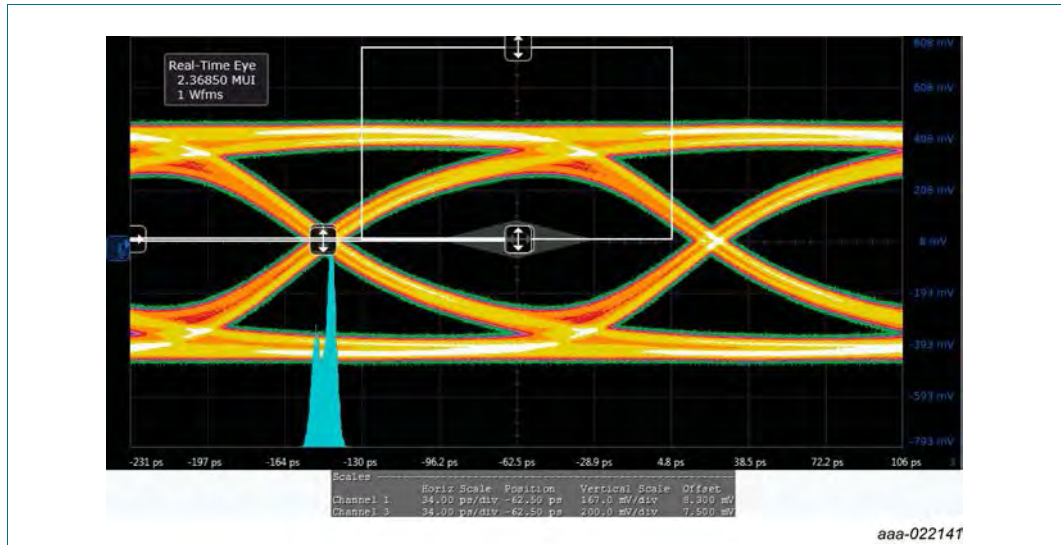 Real-Time Eye
2.36850 MUI
1 Wfms
808 mV
608 mV
408 mV
208 mV
8 mV
-193 mV
-393 mV
-593 mV
-793 mV
-231 ps -197 ps -164 ps -130 ps -96.2 ps -62.5 ps -28.9 ps 4.8 ps 38.5 ps 72.2 ps 106 ps
Scales
Horiz Scale Position Vertical Scale Offset
Channel 1 34.00 ps/div -62.50 ps 167.0 mV/div 8.300 mV
Channel 3 34.00 ps/div -62.50 ps 200.0 mV/div 7.500 mV
aaa-022141